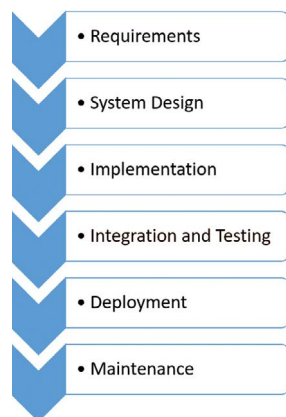 • Requirements
• System Design
• Implementation
• Integration and Testing
• Deployment
• Maintenance